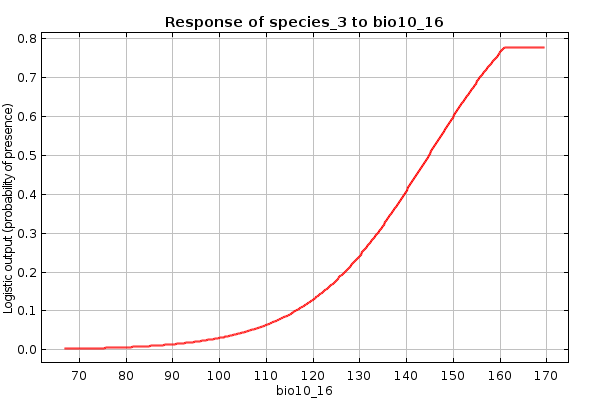 Response of species_3 to bio10_16
Logistic output (probability of presence)
0.8
0.7
0.6
0.5
0.4
0.3
0.2
0.1
0.0
70 80 90 100 110 120 130 140 150 160 170
bio10_16